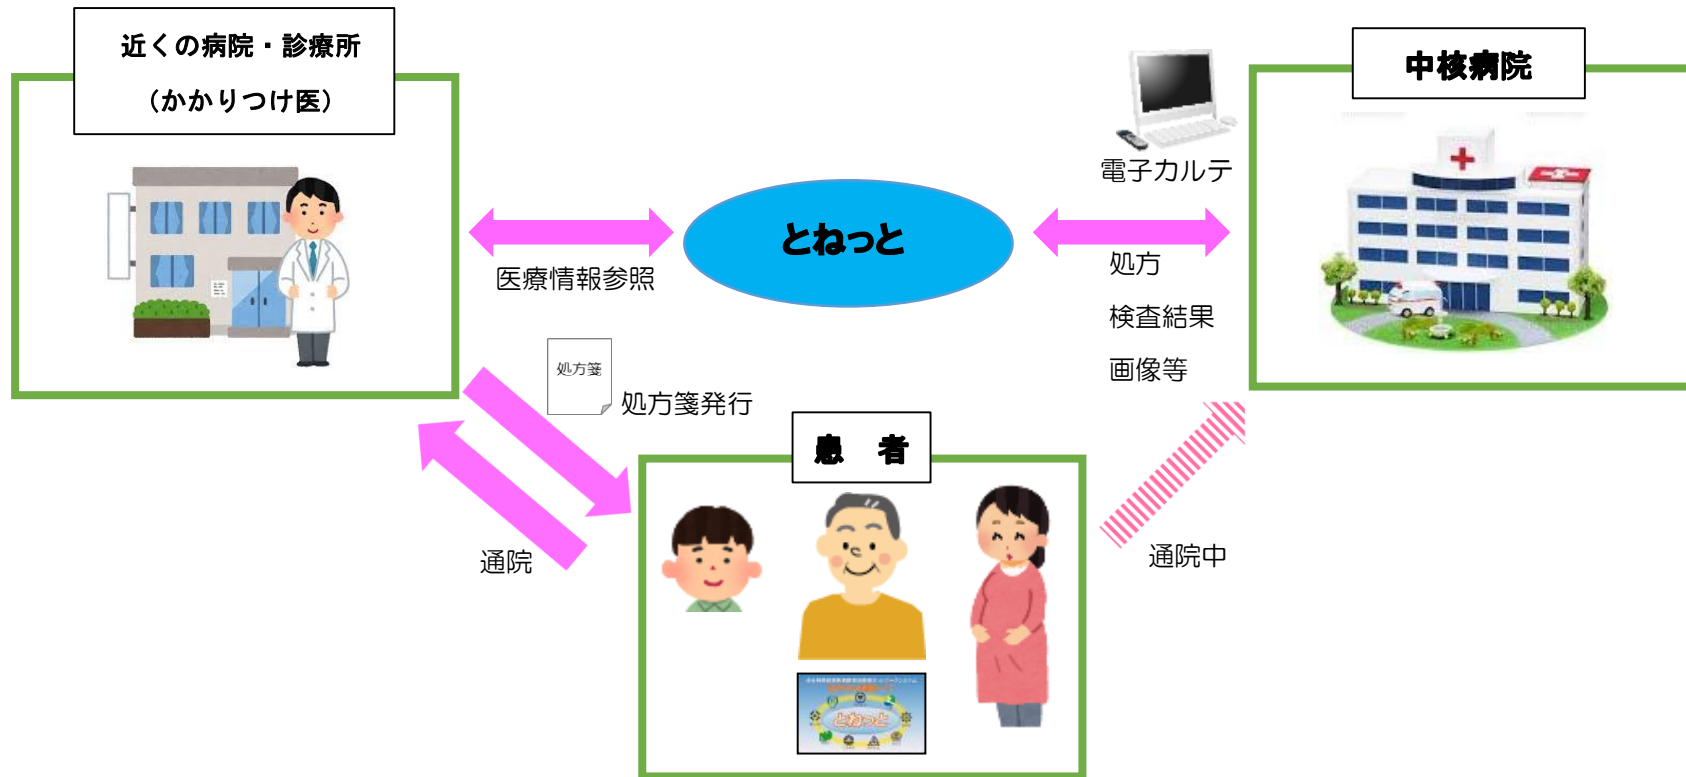 近くの病院・診療所
（かかりつけ医）
中核病院
電子カルテ
とねっと
医療情報参照
処方
検査結果
画像等
処方箋
処方箋発行
患　者
通院
通院中
とねっと